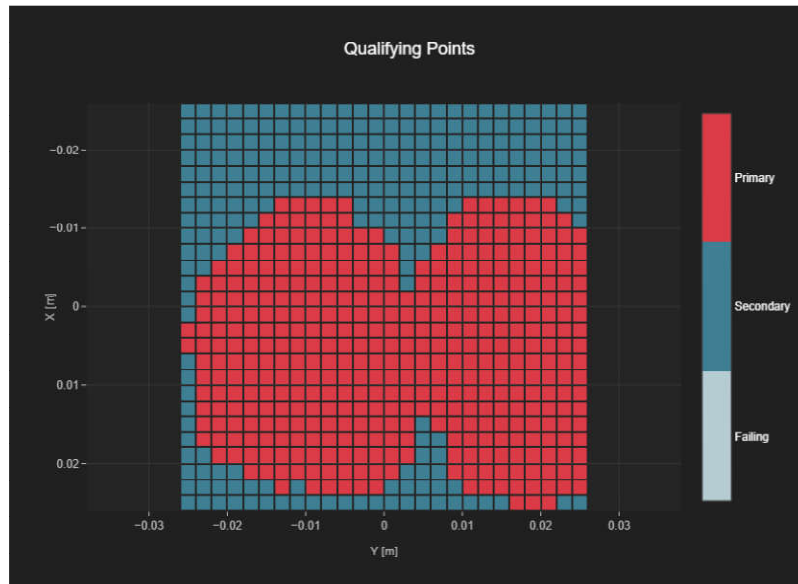 Qualifying Points
−0.02
−0.01
0
0.01
0.02
X [m]
−0.03
−0.02
−0.01
0
0.01
0.02
0.03
Y [m]
Primary
Secondary
Failing